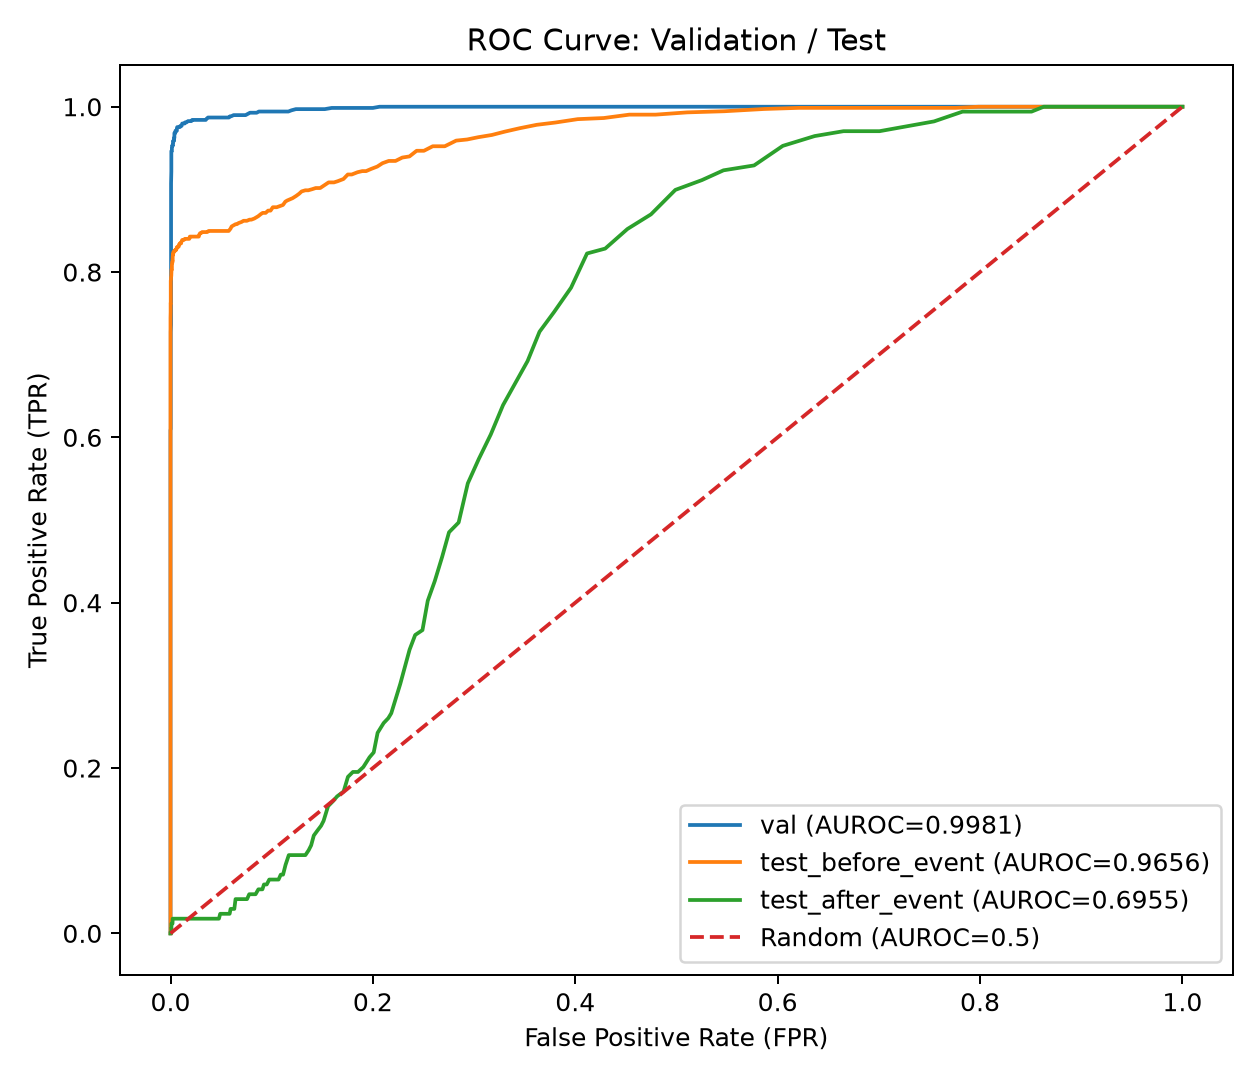 ROC Curve: Validation / Test
True Positive Rate (TPR)
1.0
0.8
0.6
0.4
0.2
0.0
val (AUROC=0.9981)
test_before_event (AUROC=0.9656)
test_after_event (AUROC=0.6955)
Random (AUROC=0.5)
0.0 0.2 0.4 0.6 0.8 1.0
False Positive Rate (FPR)